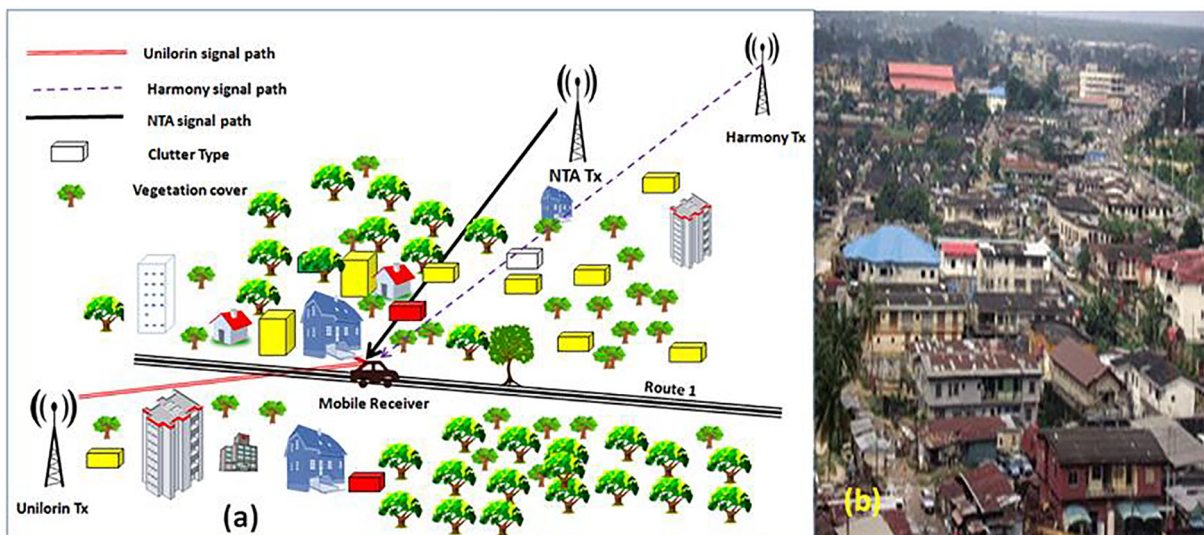 Unilorin signal path
Harmony signal path
NTA signal path
Clutter Type
Vegetation cover
Harmony Tx
NTA Tx
Route 1
Mobile Receiver
Unilorin Tx
(a)
(b)